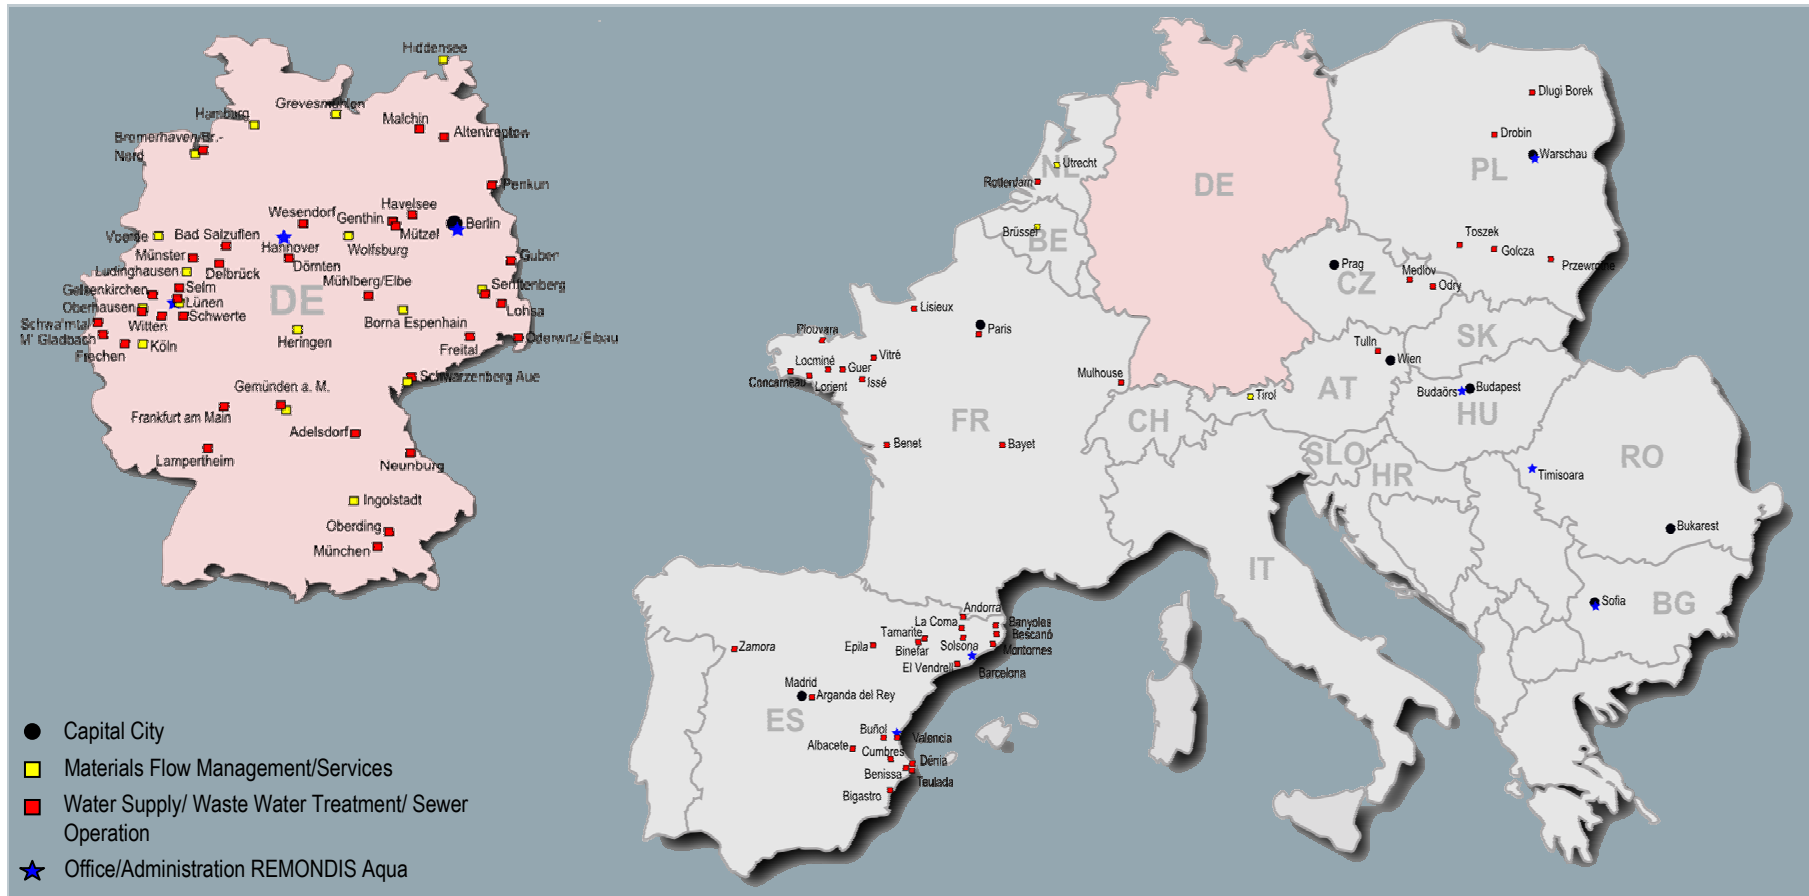 Hiddensee
Grevesmühlen
Hamburg
Malchin
Altentrepton
Bremerhaven/Br.-
Nord
Penkun
Havelsee
Wesendorf
Genthin
Mützel
Berlin
Voerde
Bad Salzuflen
Hannover
Wolfsburg
Münster
Delbrück
Dörnten
Guben
Lüdinghausen
Mühlberg/Elbe
Senftenberg
Gelsenkirchen
Selm
DE
Lünen
Lohsa
Oberhausen
Witten
Schwerte
Borna Espenhain
Schwalmtal
M' Gladbach
Frechen
Köln
Heringen
Freital
Oderwitz/Eibau
Schwarzenberg Aue
Gemünden a. M.
Frankfurt am Main
Adelsdorf
Lampertheim
Neunburg
Ingolstadt
Oberding
München
Dlugi Borek
Drobin
Warschau
PL
NL
Utrecht
Rotterdam
DE
Brüssel
BE
Toszek
Golcza
Przewrotne
Prag
CZ
Medlov
Odry
Lisieux
Paris
Plouvara
SK
Tulln
Wien
Vitré
Locminé
Guer
Concarneau
Lorient
Issé
Mulhouse
Tirol
AT
Budaörs
Budapest
HU
FR
CH
Benet
Bayet
SLO
HR
RO
Timisoara
Bukarest
IT
Sofia
BG
Andorra
La Coma
Banyoles
Bescanó
Tamarite
Zamora
Epila
Binefar
Solsona
Montornes
El Vendrell
Barcelona
Madrid
Arganda del Rey
ES
Buñol
Valencia
Albacete
Cumbres
Dénia
Benissa
Teulada
Bigastro
Capital City
Materials Flow Management/Services
Water Supply/ Waste Water Treatment/ Sewer
Operation
Office/Administration REMONDIS Aqua